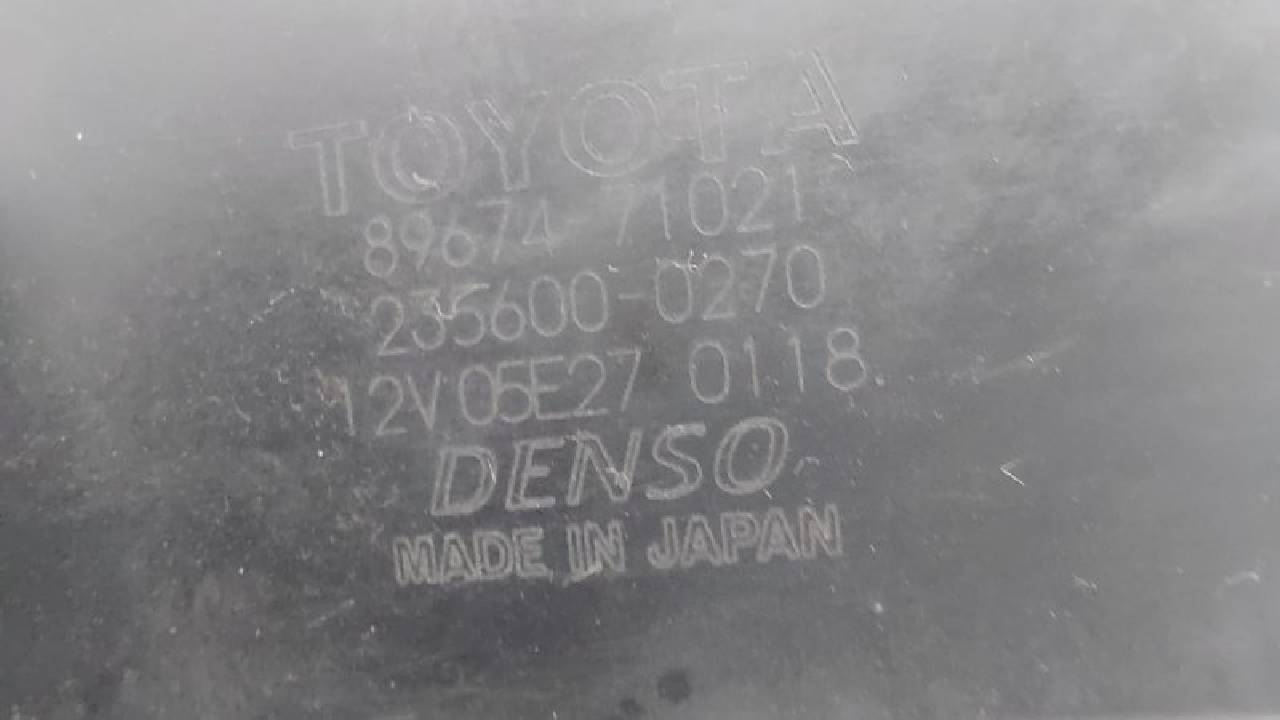 TOYOTA
89674-71021
235600-0270
12V 05E27 0118
DENSO
MADE IN JAPAN